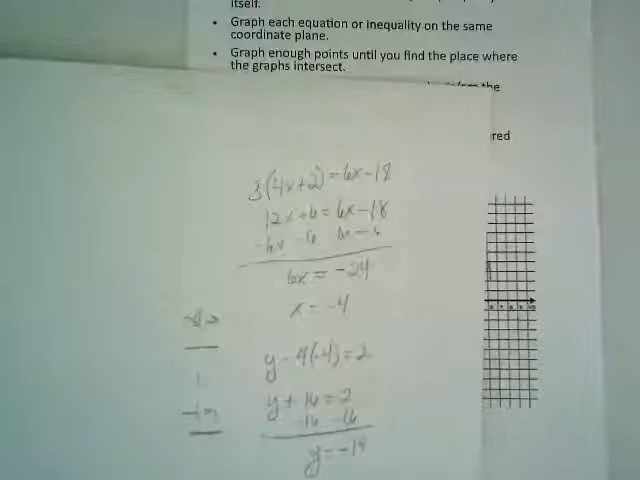 itself.
• Graph each equation or inequality on the same
coordinate plane.
• Graph enough points until you find the place where
the graphs intersect.
the
red
3(4x+2)=6x-18
12x+6=6x-18
-6x -6
6x = -24
x = -4
y-4(-4)=2
y+16=2
-16 -16
y=-14